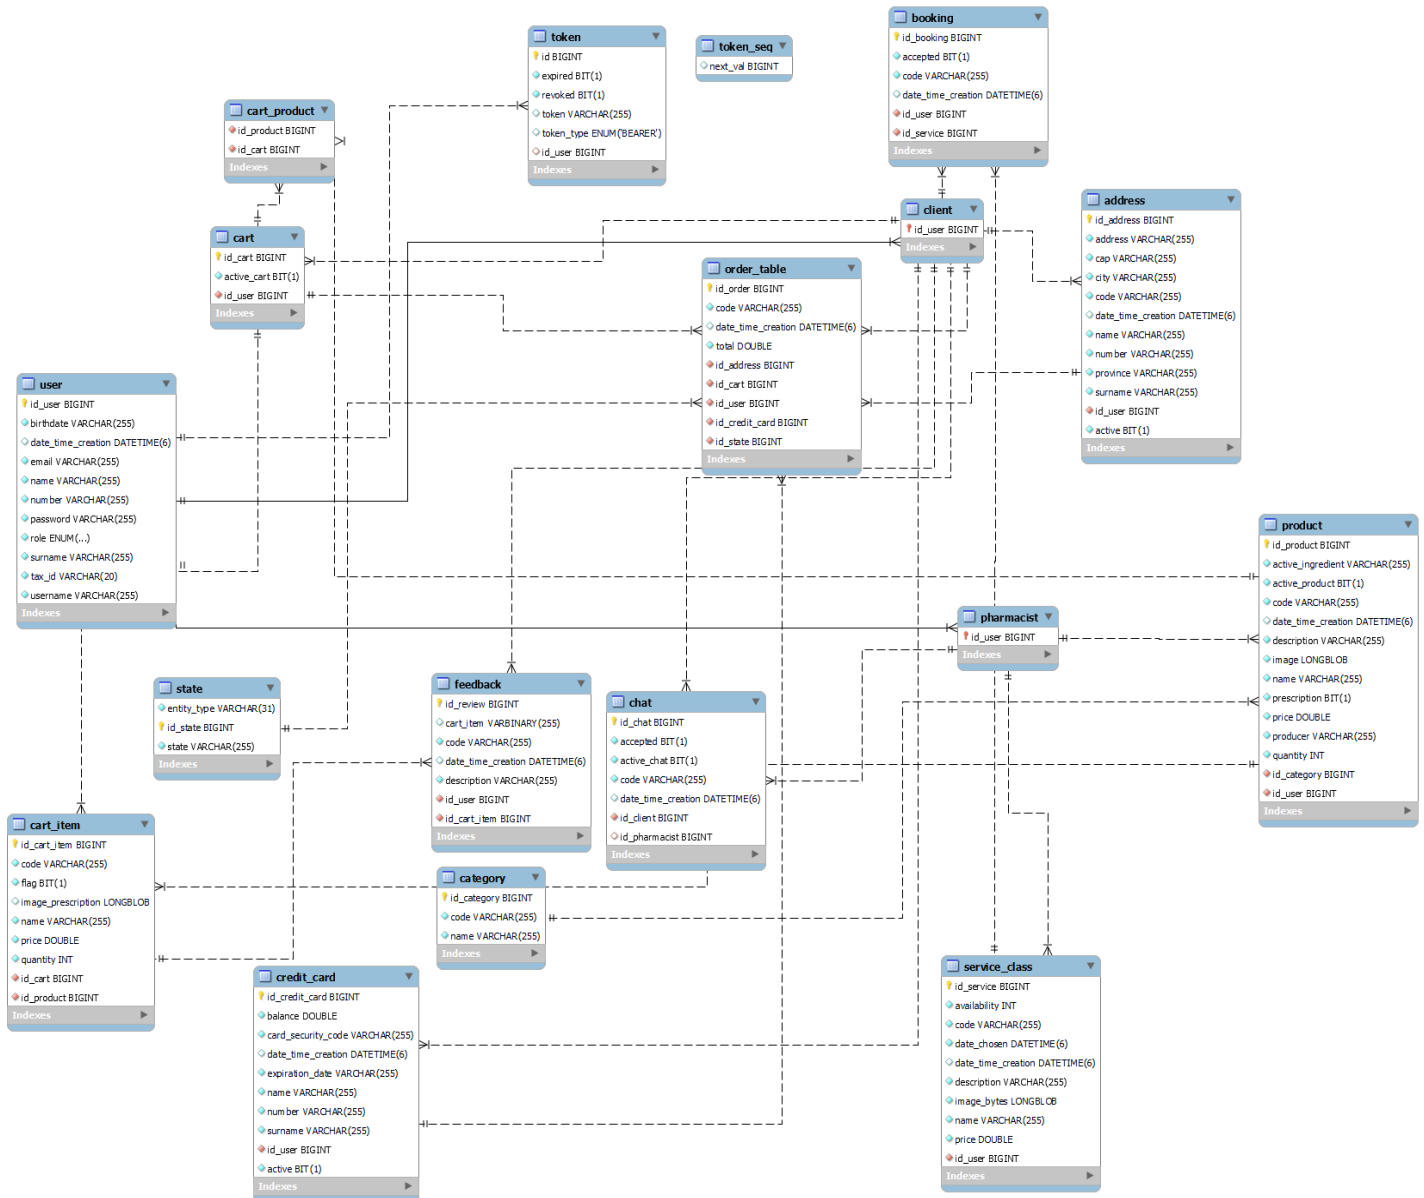 token
id BIGINT
expired BIT(1)
revoked BIT(1)
token VARCHAR(255)
token_type ENUM('BEARER')
id_user BIGINT
Indexes
token_seq
next_val BIGINT
booking
id_booking BIGINT
accepted BIT(1)
code VARCHAR(255)
date_time_creation DATETIME(6)
id_user BIGINT
id_service BIGINT
Indexes
cart_product
id_product BIGINT
id_cart BIGINT
Indexes
cart
id_cart BIGINT
active_cart BIT(1)
id_user BIGINT
Indexes
client
id_user BIGINT
Indexes
address
id_address BIGINT
address VARCHAR(255)
cap VARCHAR(255)
city VARCHAR(255)
code VARCHAR(255)
date_time_creation DATETIME(6)
name VARCHAR(255)
number VARCHAR(255)
province VARCHAR(255)
surname VARCHAR(255)
id_user BIGINT
active BIT(1)
Indexes
order_table
id_order BIGINT
code VARCHAR(255)
date_time_creation DATETIME(6)
total DOUBLE
id_address BIGINT
id_cart BIGINT
id_user BIGINT
id_credit_card BIGINT
id_state BIGINT
Indexes
user
id_user BIGINT
birthdate VARCHAR(255)
date_time_creation DATETIME(6)
email VARCHAR(255)
name VARCHAR(255)
number VARCHAR(255)
password VARCHAR(255)
role ENUM(...)
surname VARCHAR(255)
tax_id VARCHAR(20)
username VARCHAR(255)
Indexes
product
id_product BIGINT
active_ingredient VARCHAR(255)
active_product BIT(1)
code VARCHAR(255)
date_time_creation DATETIME(6)
description VARCHAR(255)
image LONGBLOB
name VARCHAR(255)
prescription BIT(1)
price DOUBLE
producer VARCHAR(255)
quantity INT
id_category BIGINT
id_user BIGINT
Indexes
pharmacist
id_user BIGINT
Indexes
state
entity_type VARCHAR(31)
id_state BIGINT
state VARCHAR(255)
Indexes
feedback
id_review BIGINT
cart_item VARBINARY(255)
code VARCHAR(255)
date_time_creation DATETIME(6)
description VARCHAR(255)
id_user BIGINT
id_cart_item BIGINT
Indexes
chat
id_chat BIGINT
accepted BIT(1)
active_chat BIT(1)
code VARCHAR(255)
date_time_creation DATETIME(6)
id_client BIGINT
id_pharmacist BIGINT
Indexes
cart_item
id_cart_item BIGINT
code VARCHAR(255)
flag BIT(1)
image_prescription LONGBLOB
name VARCHAR(255)
price DOUBLE
quantity INT
id_cart BIGINT
id_product BIGINT
Indexes
category
id_category BIGINT
code VARCHAR(255)
name VARCHAR(255)
Indexes
credit_card
id_credit_card BIGINT
balance DOUBLE
card_security_code VARCHAR(255)
date_time_creation DATETIME(6)
expiration_date VARCHAR(255)
name VARCHAR(255)
number VARCHAR(255)
surname VARCHAR(255)
id_user BIGINT
active BIT(1)
Indexes
service_class
id_service BIGINT
availability INT
code VARCHAR(255)
date_chosen DATETIME(6)
date_time_creation DATETIME(6)
description VARCHAR(255)
image_bytes LONGBLOB
name VARCHAR(255)
price DOUBLE
id_user BIGINT
Indexes